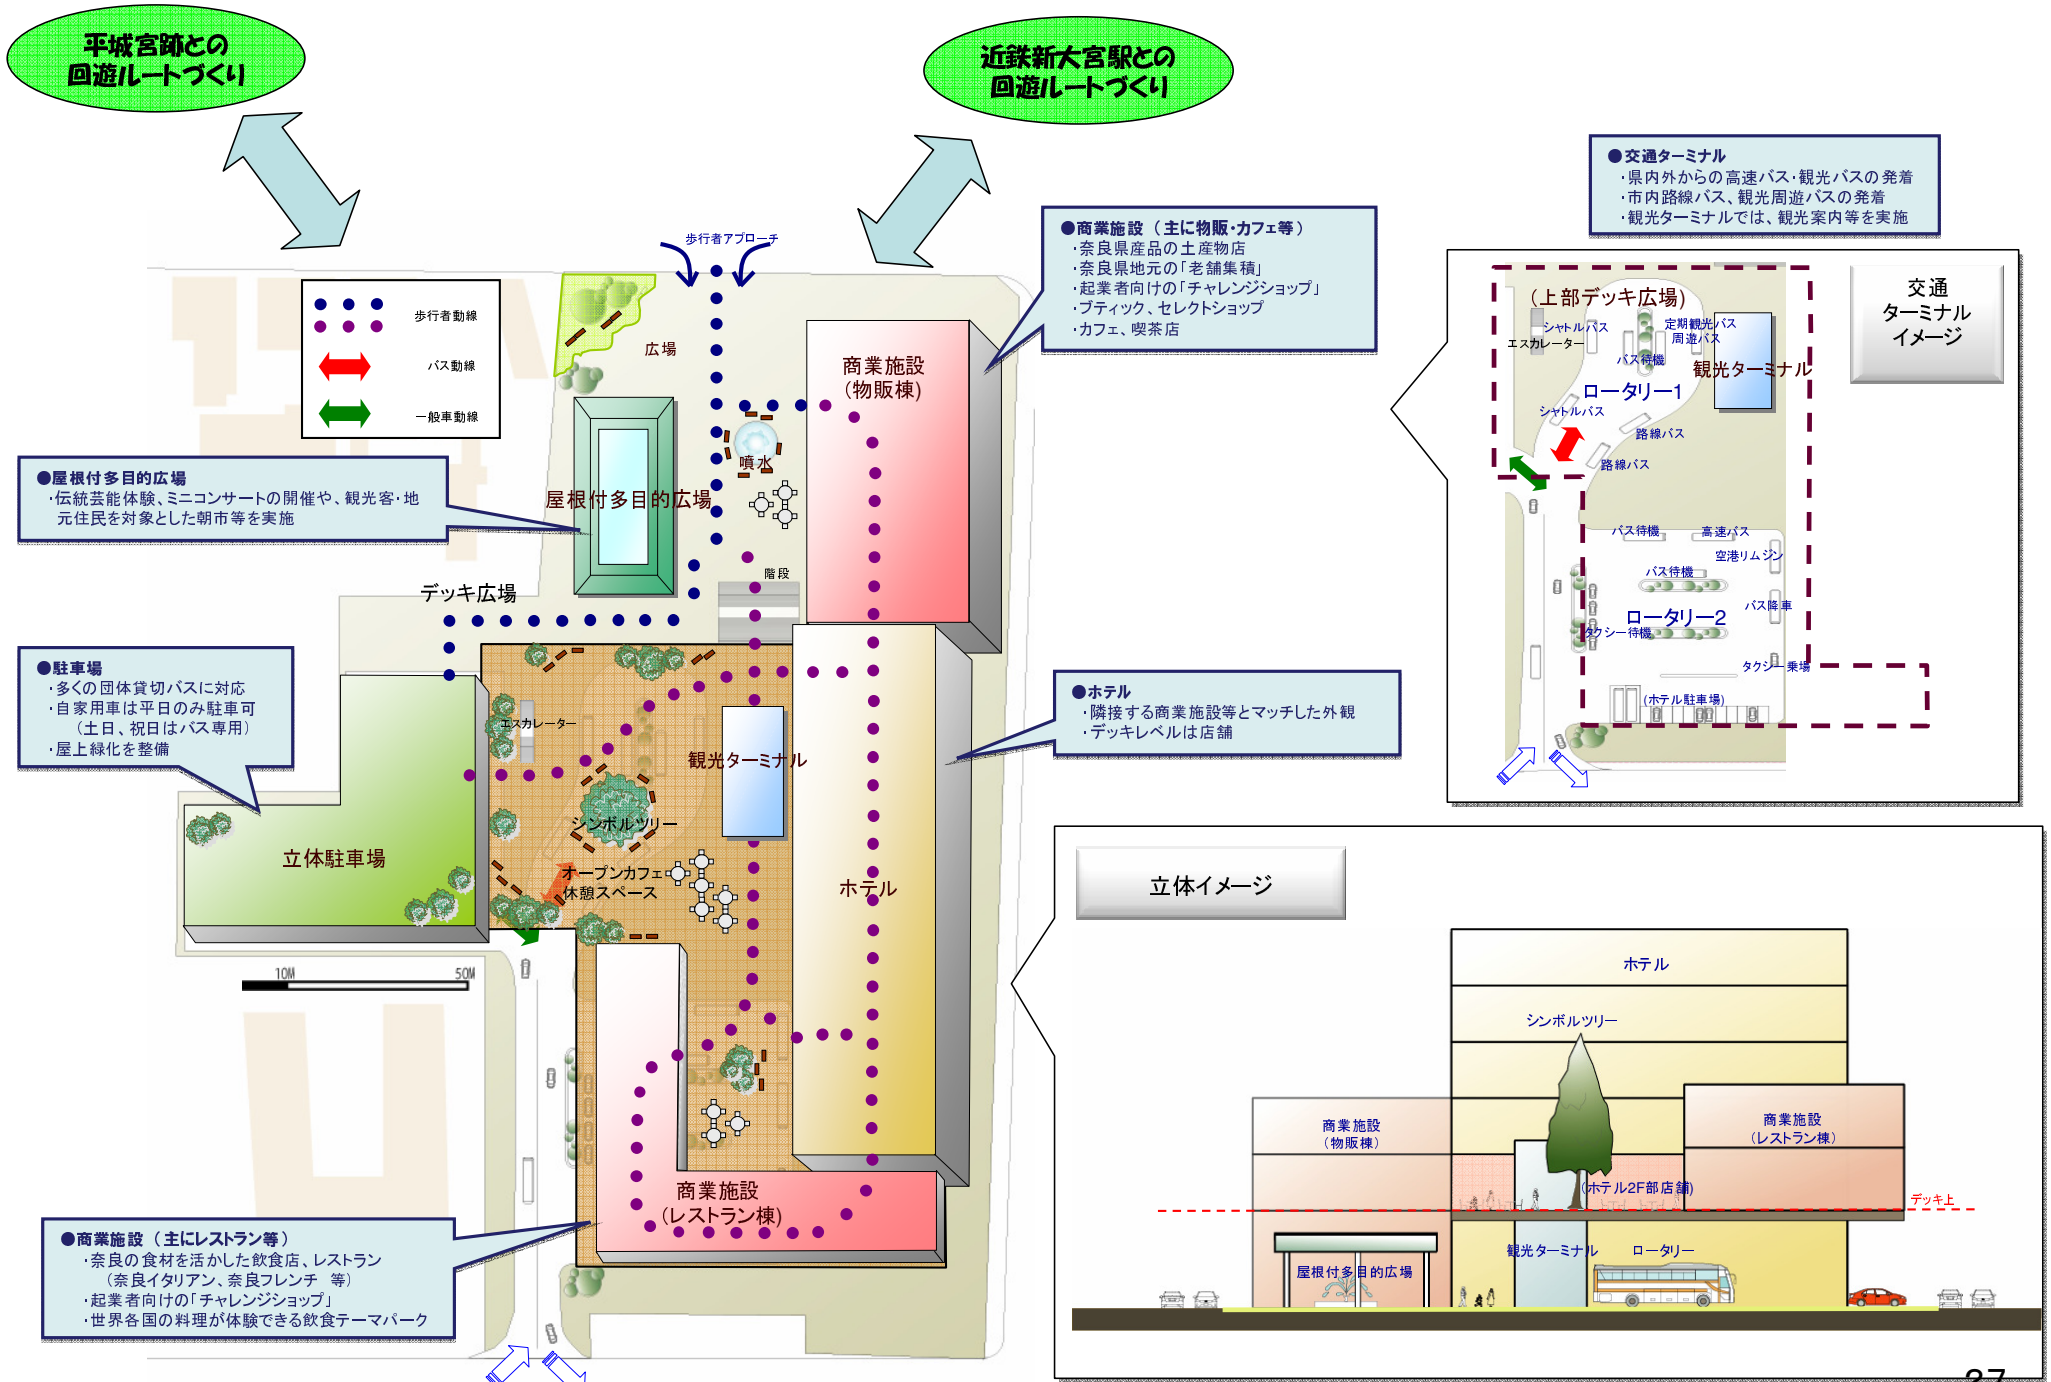 平城宮跡との
回遊ルートづくり
近鉄新大宮駅との
回遊ルートづくり
●交通ターミナル
・県内外からの高速バス・観光バスの発着
・市内路線バス、観光周遊バスの発着
・観光ターミナルでは、観光案内等を実施
●商業施設（主に物販・カフェ等）
・奈良県産品の土産物店
・奈良県地元の「老舗集積」
・起業者向けの「チャレンジショップ」
・ブティック、セレクトショップ
・カフェ、喫茶店
歩行者アプローチ
歩行者動線
バス動線
一般車動線
広場
商業施設
（物販棟）
噴水
屋根付多目的広場
階段
●屋根付多目的広場
・伝統芸能体験、ミニコンサートの開催や、観光客・地
元住民を対象とした朝市等を実施
デッキ広場
●駐車場
・多くの団体貸切バスに対応
・自家用車は平日のみ駐車可
（土日、祝日はバス専用）
・屋上緑化を整備
エスカレーター
観光ターミナル
シンボルツリー
オープンカフェ
休憩スペース
立体駐車場
ホテル
10M
50M
●ホテル
・隣接する商業施設等とマッチした外観
・デッキレベルは店舗
商業施設
（レストラン棟）
●商業施設（主にレストラン等）
・奈良の食材を活かした飲食店、レストラン
（奈良イタリアン、奈良フレンチ　等）
・起業者向けの「チャレンジショップ」
・世界各国の料理が体験できる飲食テーマパーク
交通
ターミナル
イメージ
（上部デッキ広場）
シャトルバス
エスカレーター
定期観光バス
周遊バス
バス待機
観光ターミナル
ロータリー1
シャトルバス
路線バス
路線バス
バス待機
高速バス
空港リムジン
バス待機
バス降車
ロータリー2
タクシー待機
タクシー乗場
（ホテル駐車場）
立体イメージ
ホテル
シンボルツリー
商業施設
（物販棟）
商業施設
（レストラン棟）
（ホテル2F部店舗）
デッキ上
観光ターミナル
ロータリー
屋根付多目的広場